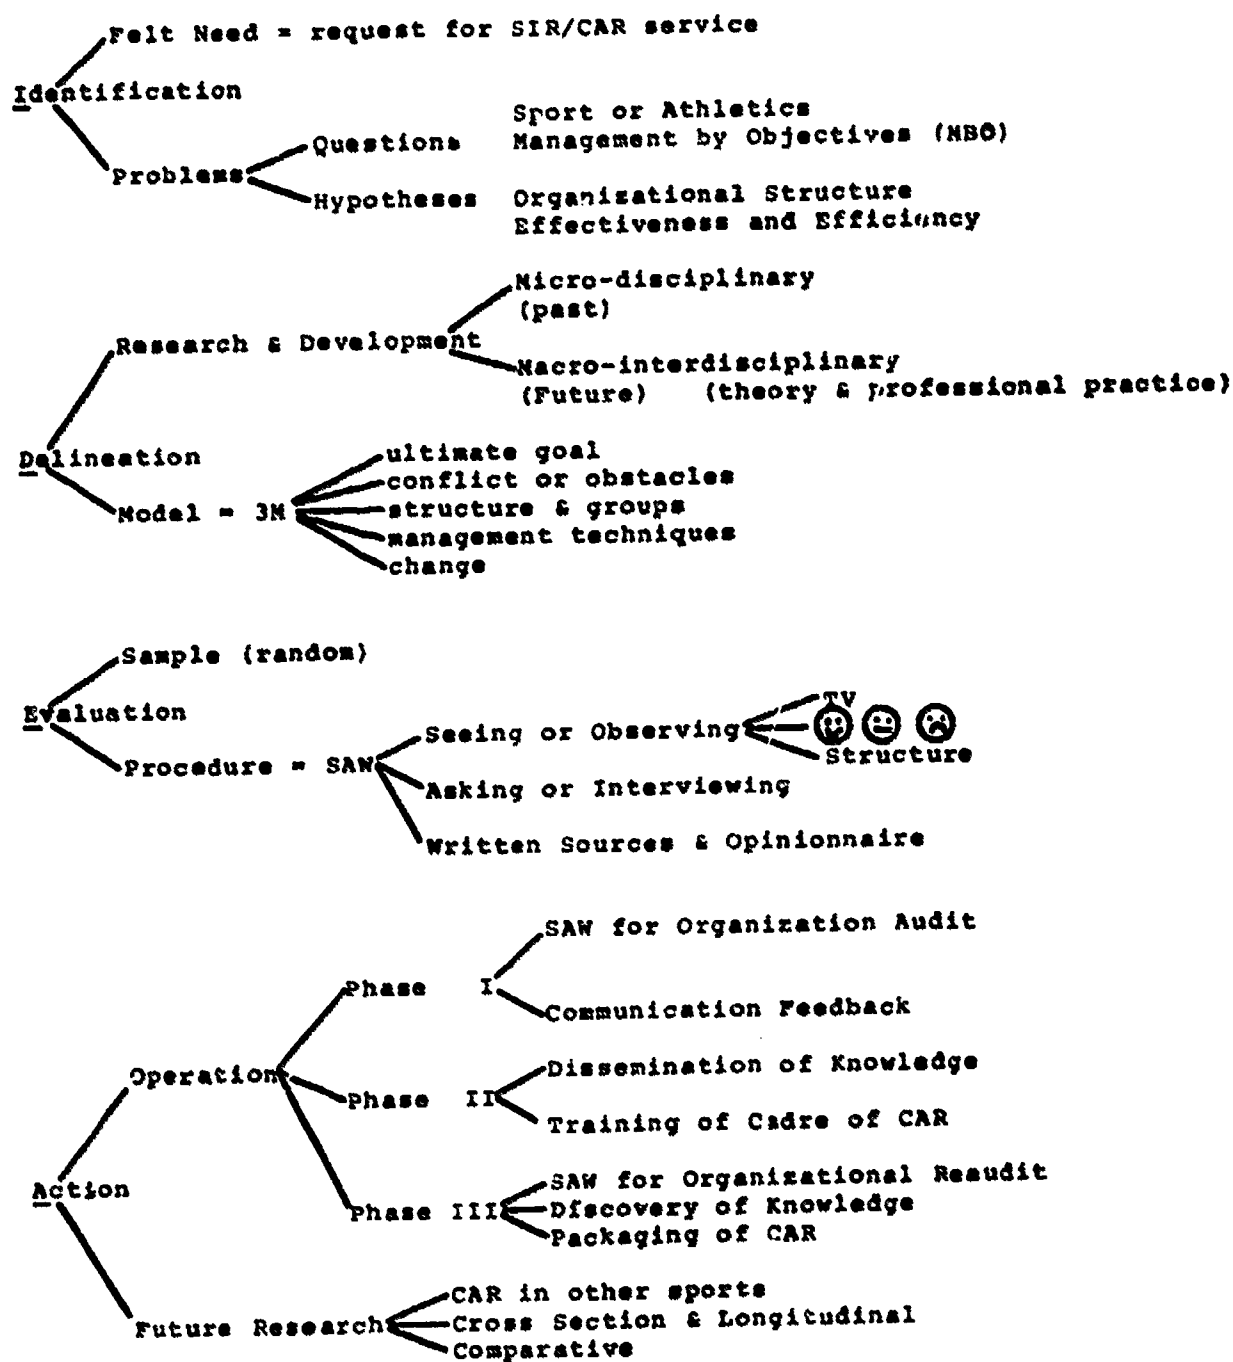 Felt Need = request for SIR/CAR service
Identification
Sport or Athletics
Questions Management by Objectives (MBO)
Problems
Hypotheses Organizational Structure
Effectiveness and Efficiency
Micro-disciplinary
(past)
Research & Development
Macro-interdisciplinary
(Future) (theory & professional practice)
ultimate goal
Delineation
conflict or obstacles
Model = 3M structure & groups
management techniques
change
Sample (random)
Evaluation
TV
Seeing or Observing
Structure
Procedure = SAW
Asking or Interviewing
Written Sources & Opinionnaire
SAW for Organization Audit
Phase I
Communication Feedback
Operation
Dissemination of Knowledge
Phase II
Training of Cadre of CAR
Action
SAW for Organizational Reaudit
Phase III Discovery of Knowledge
Packaging of CAR
CAR in other sports
Future Research Cross Section & Longitudinal
Comparative